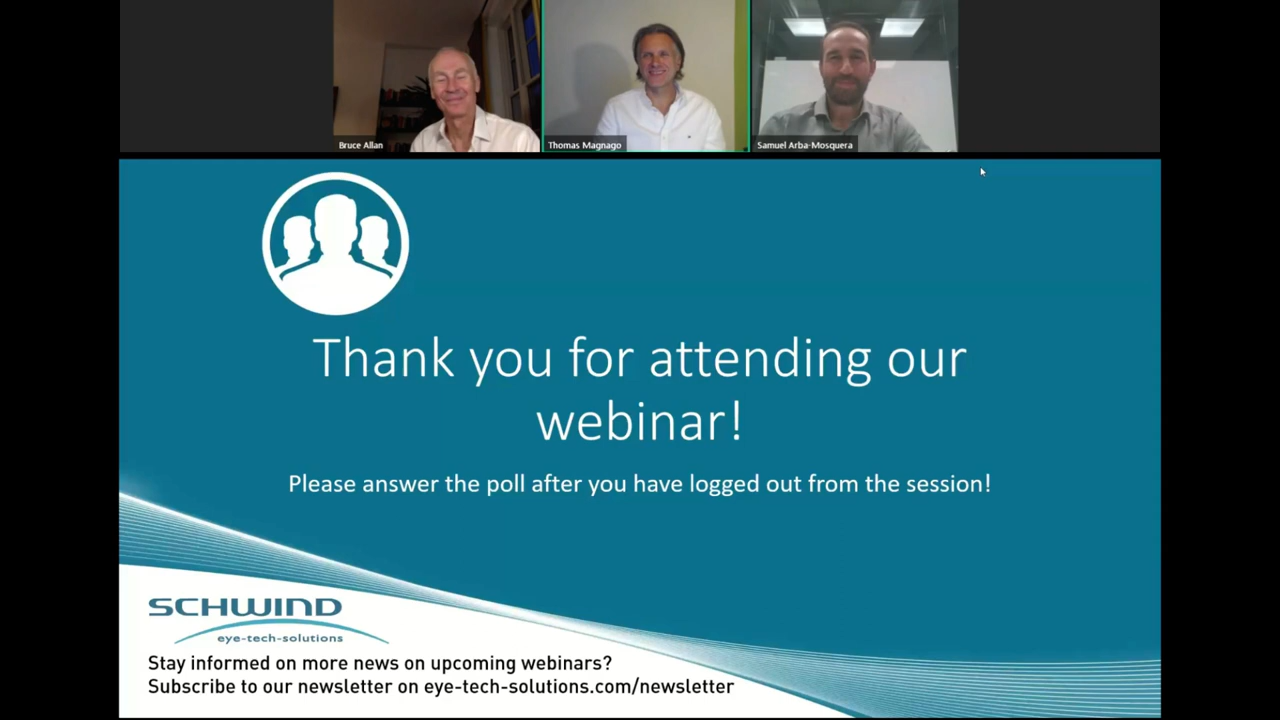 Bruce Allan
Thomas Magnago
Samuel Arba-Mosquera
Thank you for attending our
webinar!
Please answer the poll after you have logged out from the session!
SCHWIND
eye-tech-solutions
Stay informed on more news on upcoming webinars?
Subscribe to our newsletter on eye-tech-solutions.com/newsletter